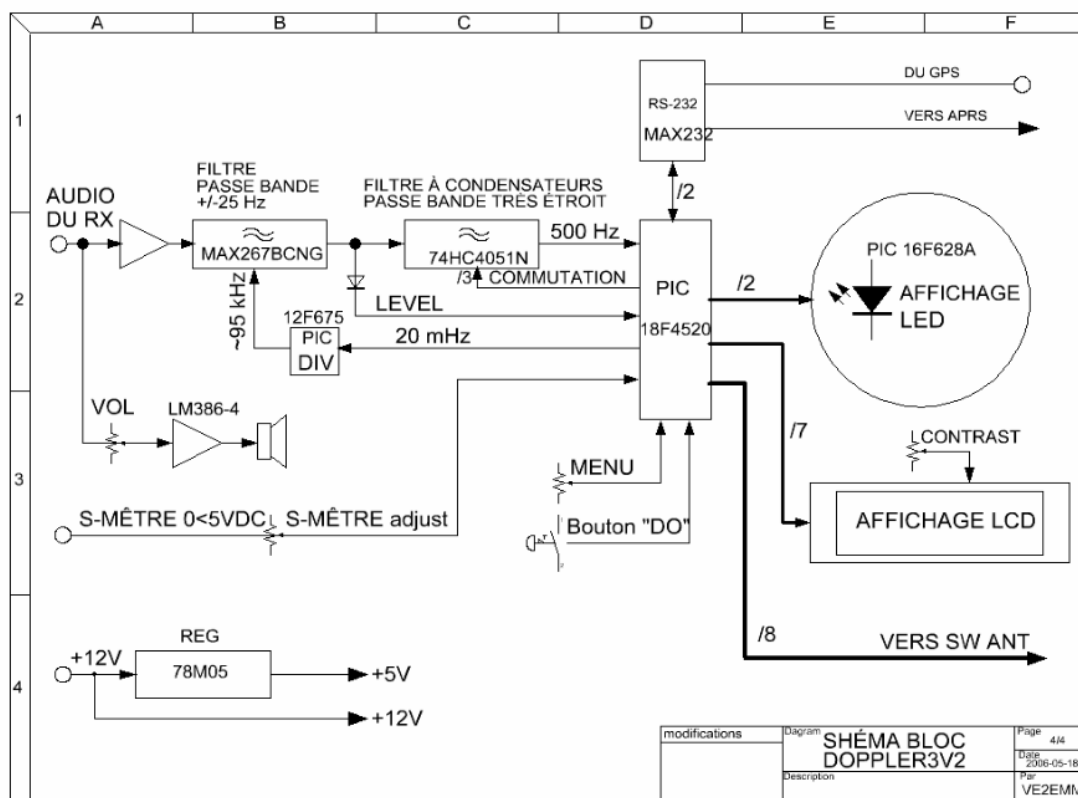 A B C D E F
1
DU GPS
RS-232
MAX232
VERS APRS
/2
FILTRE
PASSE BANDE
+/-25 Hz
FILTRE À CONDENSATEURS
PASSE BANDE TRÉS ÉTROIT
AUDIO
DU RX
MAX267BCNG
74HC4051N
500 Hz
/3 COMMUTATION
2
PIC
18F4520
/2
PIC 16F628A
AFFICHAGE
LED
LEVEL
~95 kHz
12F675
PIC
DIV
20 mHz
VOL
LM386-4
/7
CONTRAST
3
MENU
S-MÊTRE 0<5VDC
S-MÊTRE adjust
Bouton "DO"
AFFICHAGE LCD
/8
VERS SW ANT
REG
+12V
78M05
+5V
4
+12V
modifications
Diagram
SHÉMA BLOC
DOPPLER3V2
Page
4/4
Date
2006-05-18
Description
Par
VE2EMM